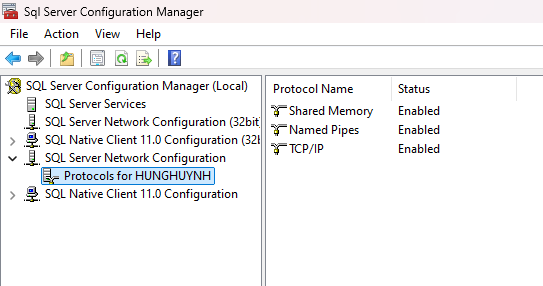 Sql Server Configuration Manager
File Action View Help
SQL Server Configuration Manager (Local)
SQL Server Services
SQL Server Network Configuration (32bit
SQL Native Client 11.0 Configuration (32b
SQL Server Network Configuration
Protocols for HUNGHUYNH
SQL Native Client 11.0 Configuration
Protocol Name Status
Shared Memory Enabled
Named Pipes Enabled
TCP/IP Enabled